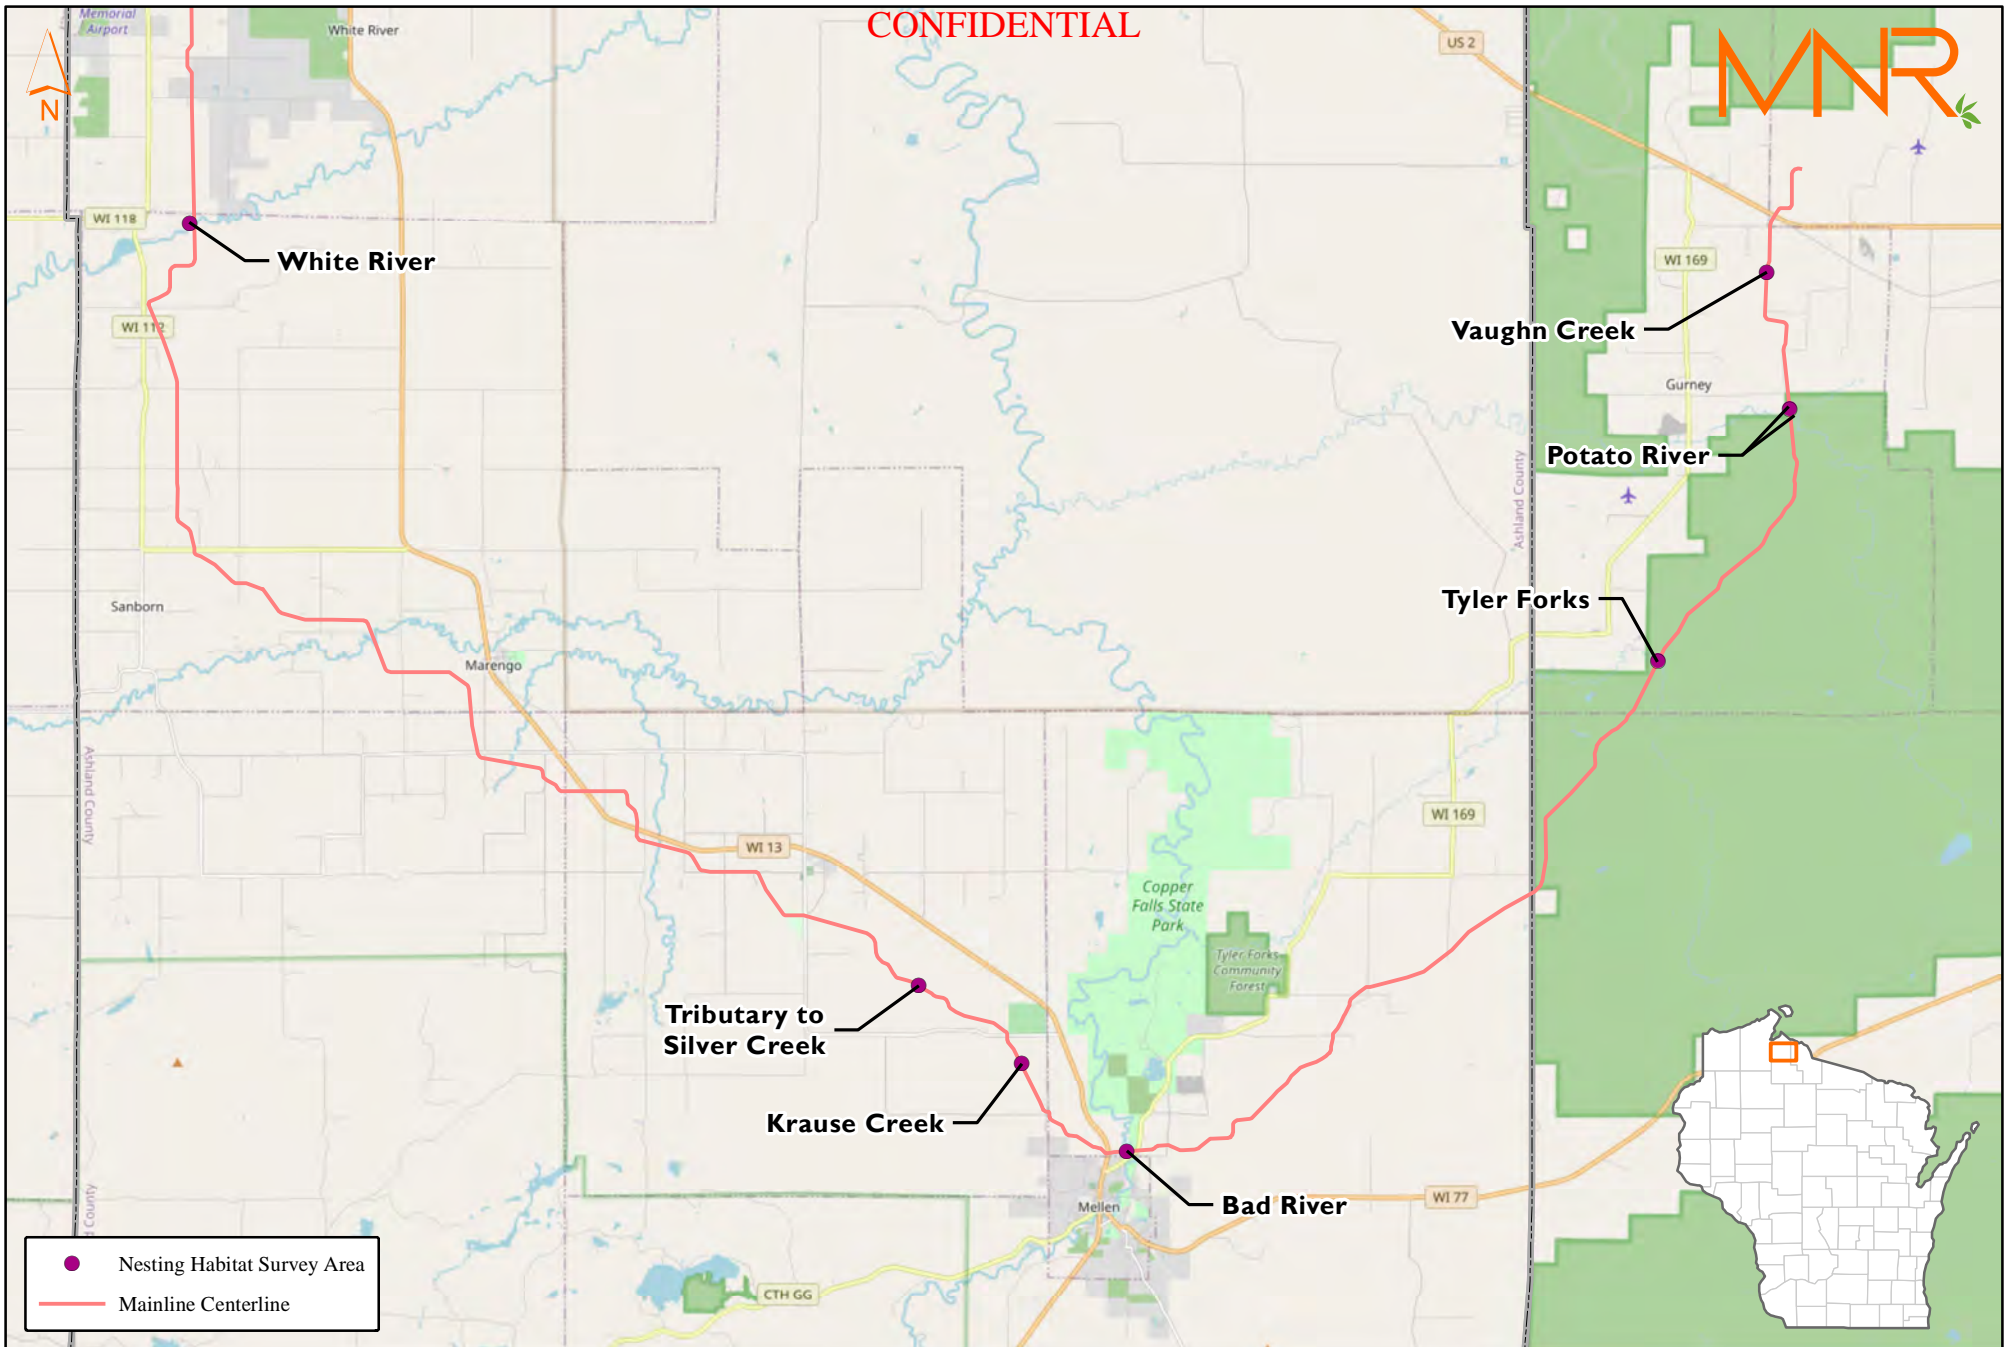 CONFIDENTIAL
Memorial
Airport
White River
US 2
MNR
N
WI 118
White River
WI 169
WI 112
Vaughn Creek
Gurney
Potato River
Ashland County
Tyler Forks
Sanborn
Marengo
Ashland County
WI 169
WI 13
Copper
Falls State
Park
Tyler Forks
Community
Forest
Tributary to
Silver Creek
Krause Creek
Bad River
WI 77
Mellen
County
CTH GG
Nesting Habitat Survey Area
Mainline Centerline